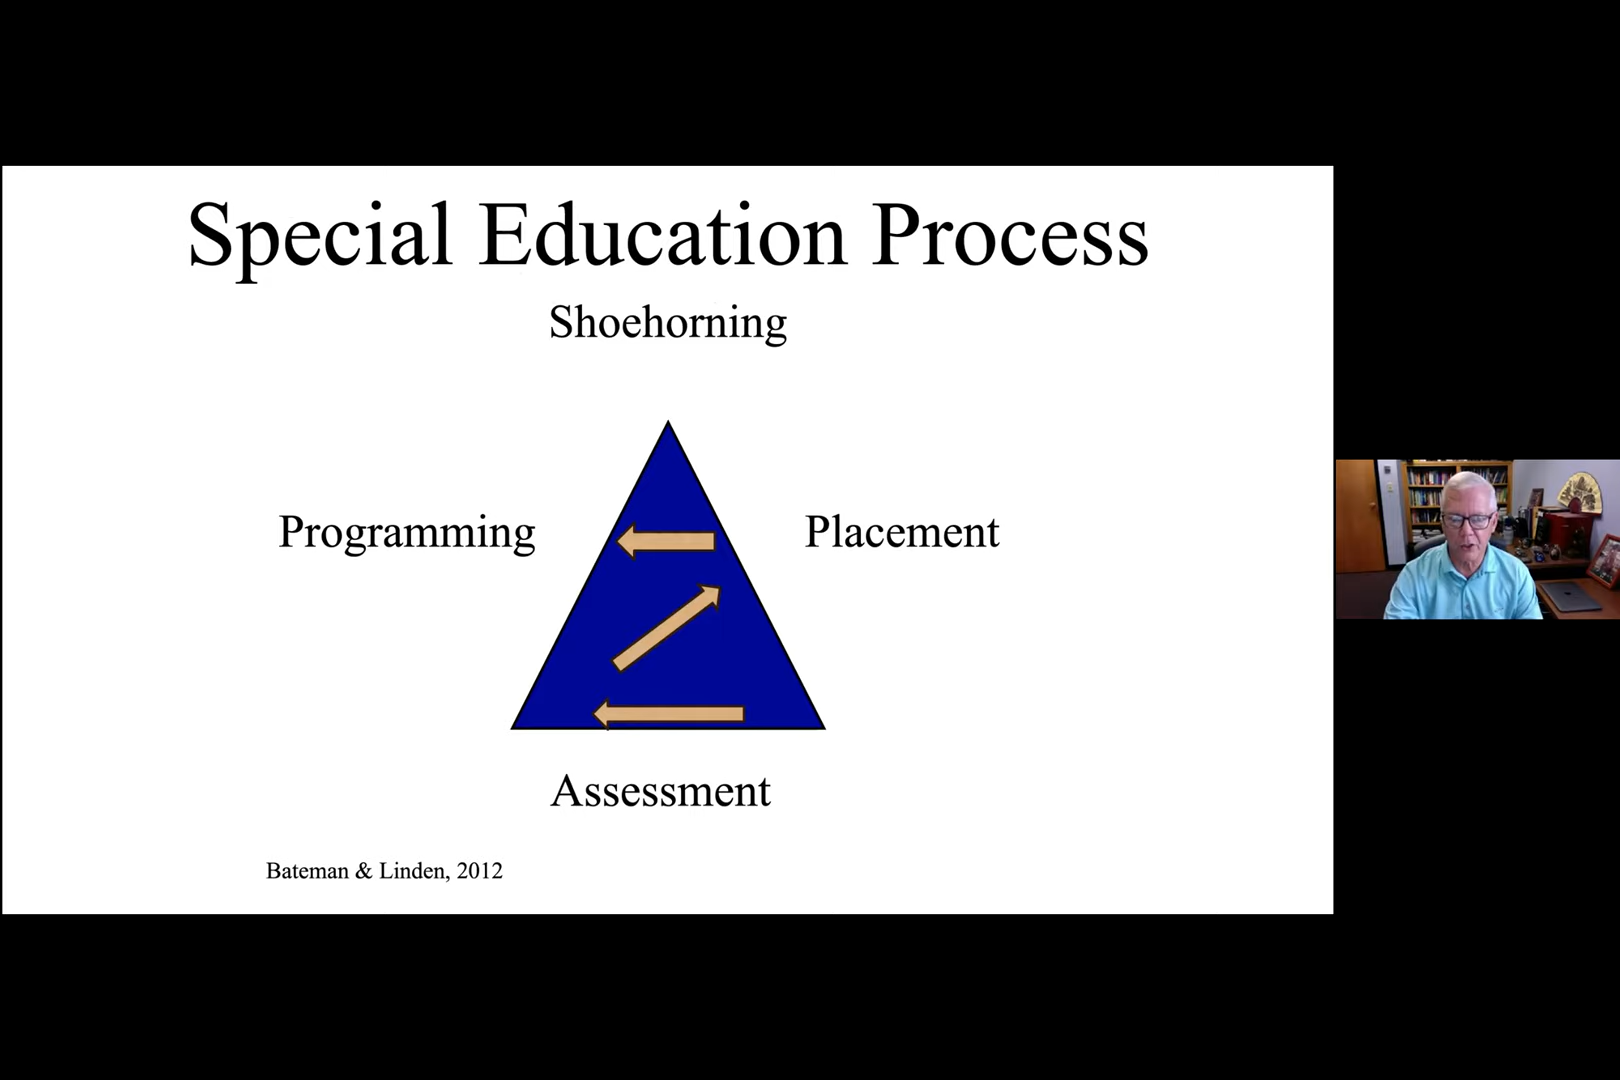 Special Education Process
Shoehorning
Programming
Placement
Assessment
Bateman & Linden, 2012